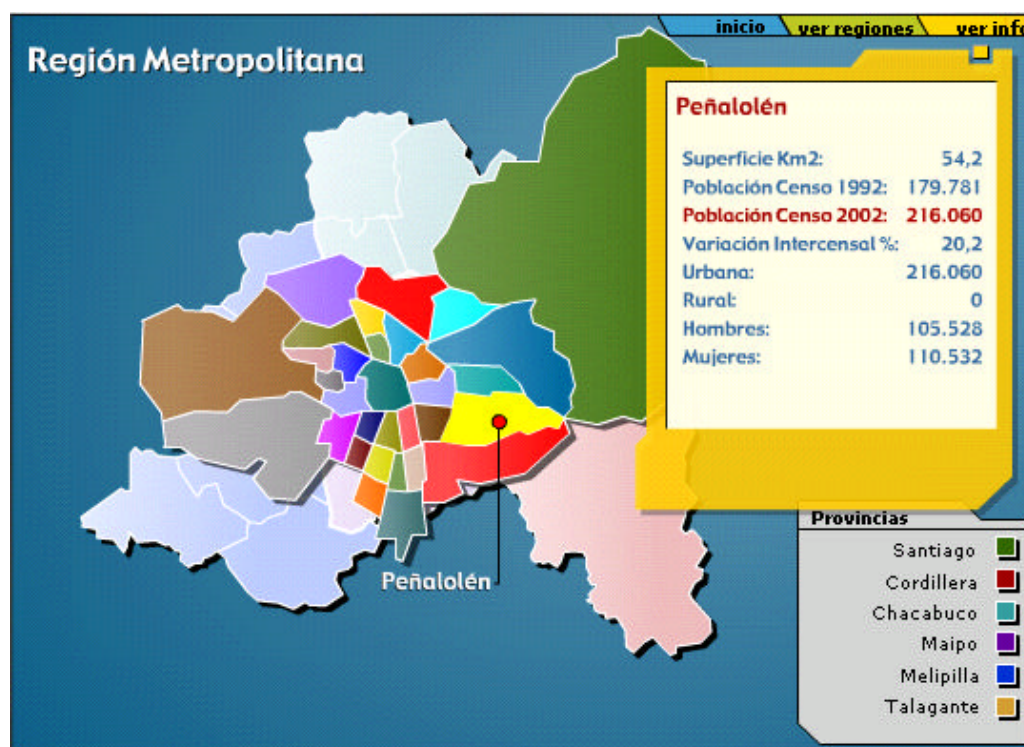 inicio ver regiones ver info
Región Metropolitana
Peñalolén
Superficie Km2: 54,2
Población Censo 1992: 179.781
Población Censo 2002: 216.060
Variación Intercensal %: 20,2
Urbana: 216.060
Rural: 0
Hombres: 105.528
Mujeres: 110.532
Peñalolén
Provincias
Santiago
Cordillera
Chacabuco
Maipo
Melipilla
Talagante